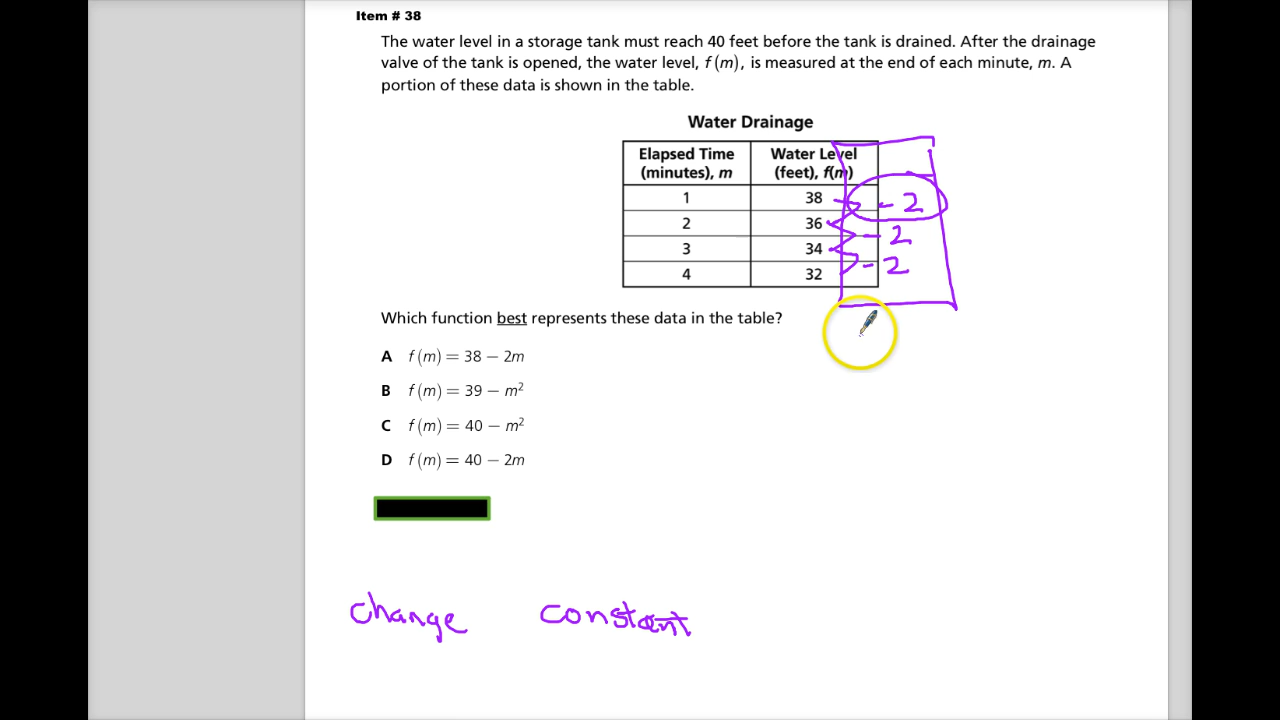 Item # 38
The water level in a storage tank must reach 40 feet before the tank is drained. After the drainage
valve of the tank is opened, the water level, f(m), is measured at the end of each minute, m. A
portion of these data is shown in the table.
Water Drainage
Elapsed Time (minutes), m Water Level (feet), f(m)
1 38 - 2
2 36 - 2
3 34 - 2
4 32
Which function best represents these data in the table?
A f(m) = 38 − 2m
B f(m) = 39 − m²
C f(m) = 40 − m²
D f(m) = 40 − 2m
change constant